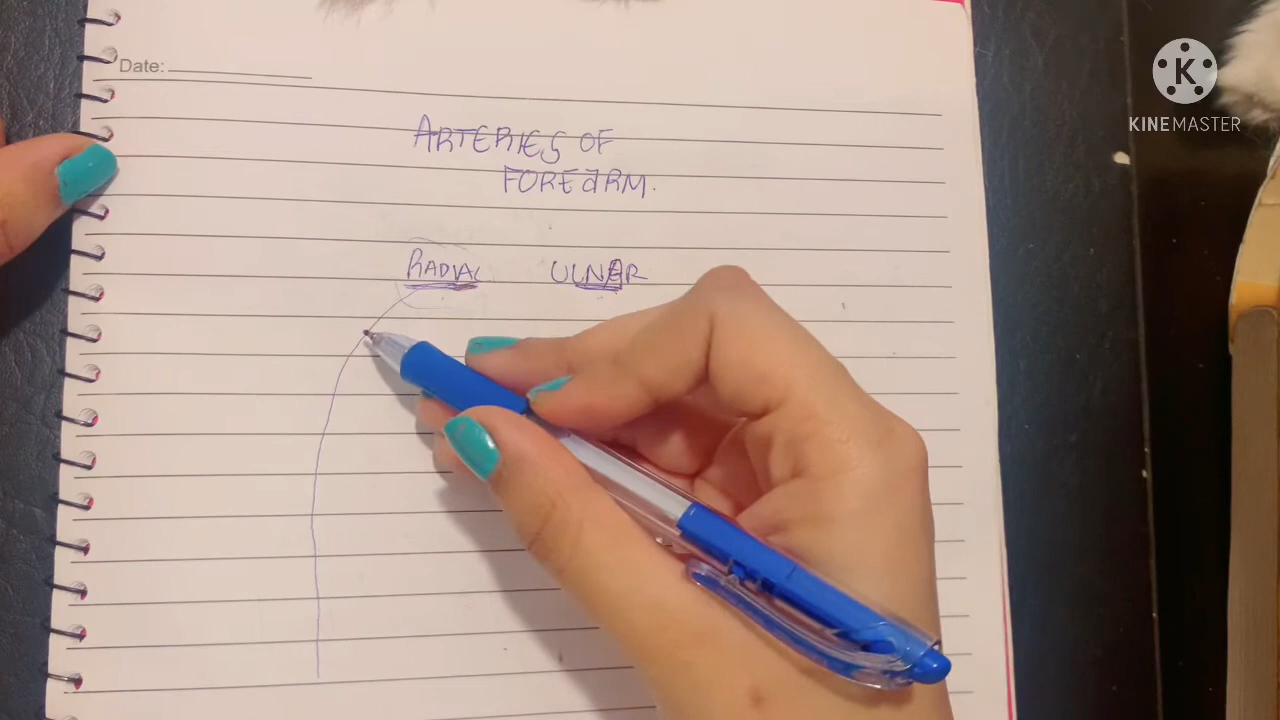 Date:
ARTERIES OF
FOREARM.
RADIAL ULNAR
KINEMASTER